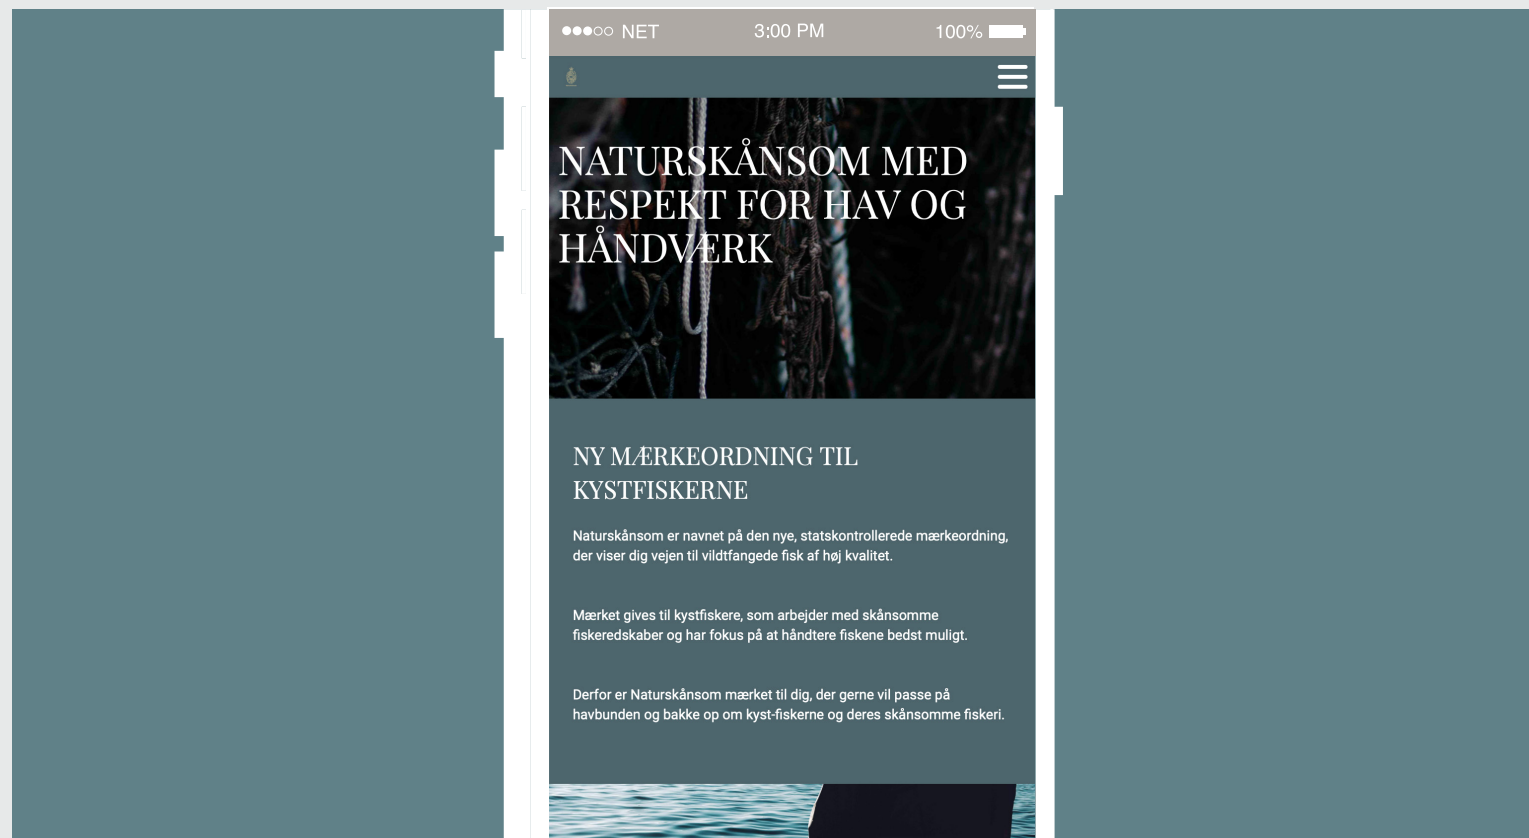 NET 3:00 PM 100%
NATURSKÅNSOM MED
RESPEKT FOR HAV OG
HÅNDVÆRK
NY MÆRKEORDNING TIL
KYSTFISKERNE
Naturskånsom er navnet på den nye, statskontrollerede mærkeordning,
der viser dig vejen til vildtfangede fisk af høj kvalitet.
Mærket gives til kystfiskere, som arbejder med skånsomme
fiskeredskaber og har fokus på at håndtere fiskene bedst muligt.
Derfor er Naturskånsom mærket til dig, der gerne vil passe på
havbunden og bakke op om kyst-fiskerne og deres skånsomme fiskeri.